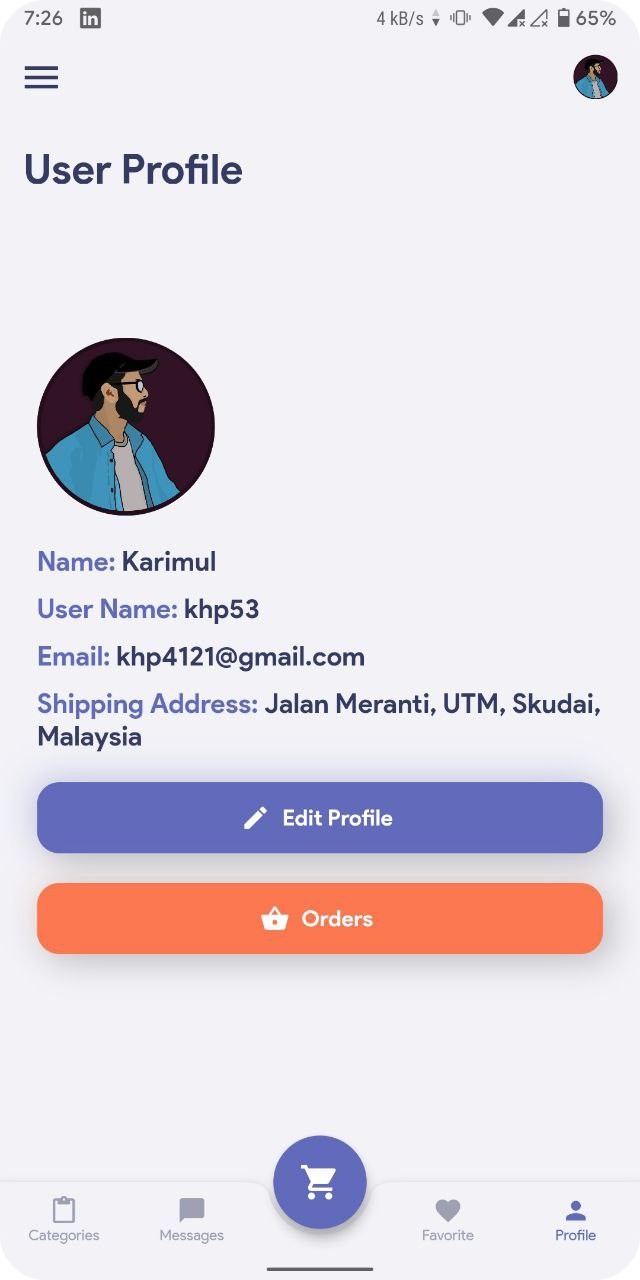 7:26 in 4 kB/s 65%
User Profile
Name: Karimul
User Name: khp53
Email: khp4121@gmail.com
Shipping Address: Jalan Meranti, UTM, Skudai,
Malaysia
Edit Profile
Orders
Categories Messages Favorite Profile